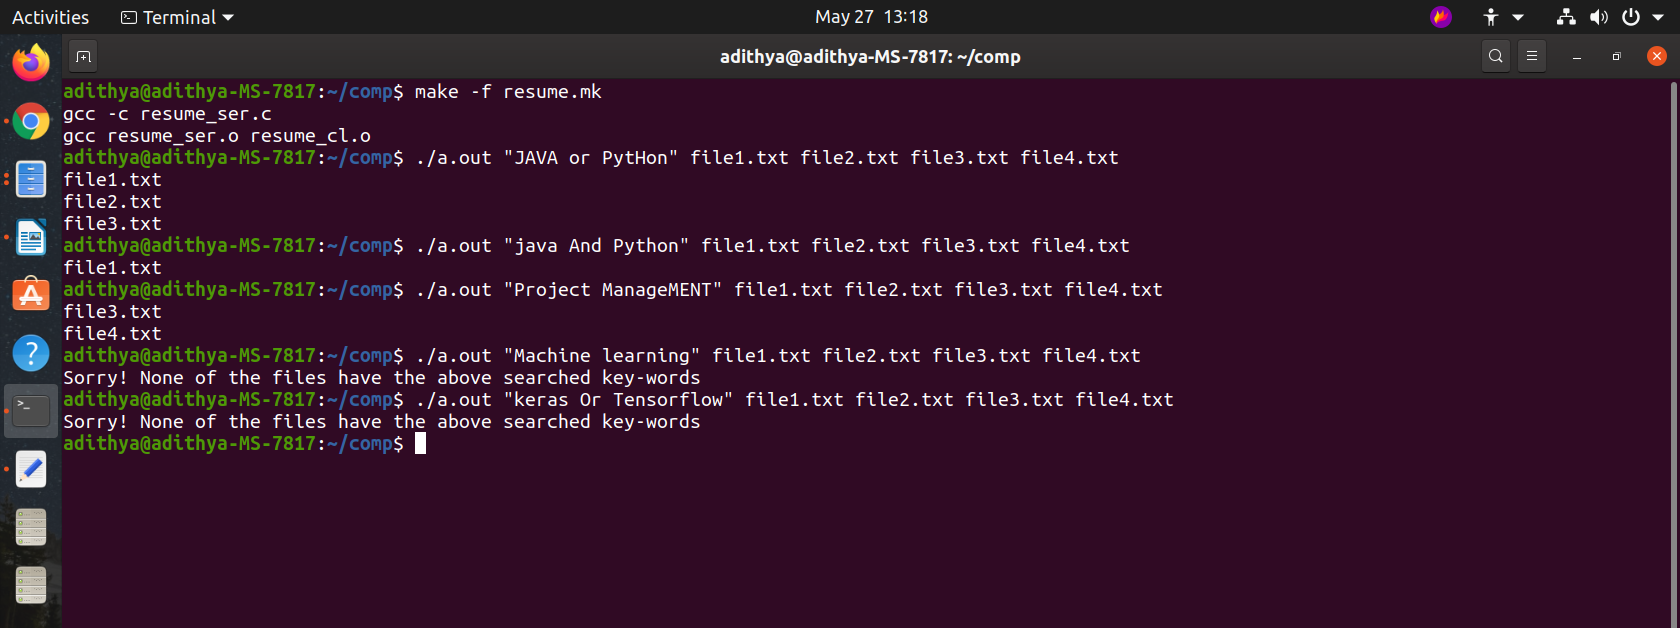 Activities
Terminal
May 27 13:18
adithya@adithya-MS-7817: ~/comp
adithya@adithya-MS-7817:~/comp$ make -f resume.mk
gcc -c resume_ser.c
gcc resume_ser.o resume_cl.o
adithya@adithya-MS-7817:~/comp$ ./a.out "JAVA or PytHon" file1.txt file2.txt file3.txt file4.txt
file1.txt
file2.txt
file3.txt
adithya@adithya-MS-7817:~/comp$ ./a.out "java And Python" file1.txt file2.txt file3.txt file4.txt
file1.txt
adithya@adithya-MS-7817:~/comp$ ./a.out "Project ManageMENT" file1.txt file2.txt file3.txt file4.txt
file3.txt
file4.txt
adithya@adithya-MS-7817:~/comp$ ./a.out "Machine learning" file1.txt file2.txt file3.txt file4.txt
Sorry! None of the files have the above searched key-words
adithya@adithya-MS-7817:~/comp$ ./a.out "keras Or Tensorflow" file1.txt file2.txt file3.txt file4.txt
Sorry! None of the files have the above searched key-words
adithya@adithya-MS-7817:~/comp$